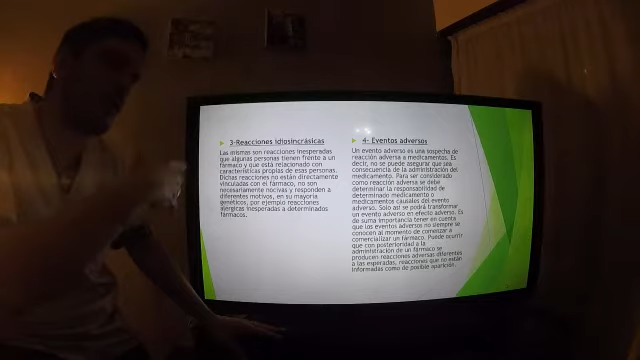 3-Reacciones Idiosincrásicas
Las mismas son reacciones inesperadas
que algunas personas tienen frente a un
fármaco y que está relacionado con
características propias de esas personas.
Dichas reacciones no están directamente
vinculadas con el fármaco, no son
necesariamente nocivas y responden a
diferentes motivos, en su mayoría
genéticos, por ejemplo reacciones
alérgicas inesperadas a determinados
fármacos.
4- Eventos adversos
Un evento adverso es una sospecha de
reacción adversa a medicamentos. Es
decir, no se puede asegurar que sea
consecuencia de la administración del
medicamento. Para ser considerado
como reacción adversa se debe
determinar la responsabilidad de
determinado medicamento o
medicamentos causales del evento
adverso. Solo así se podrá transformar
un evento adverso en efecto adverso. Es
de suma importancia tener en cuenta
que los eventos adversos no siempre se
conocen al momento de comenzar a
comercializar un fármaco. Puede ocurrir
que con posterioridad a la
administración de un fármaco se
producen reacciones adversas diferentes
a las esperadas, reacciones que no están
informadas como de posible aparición.